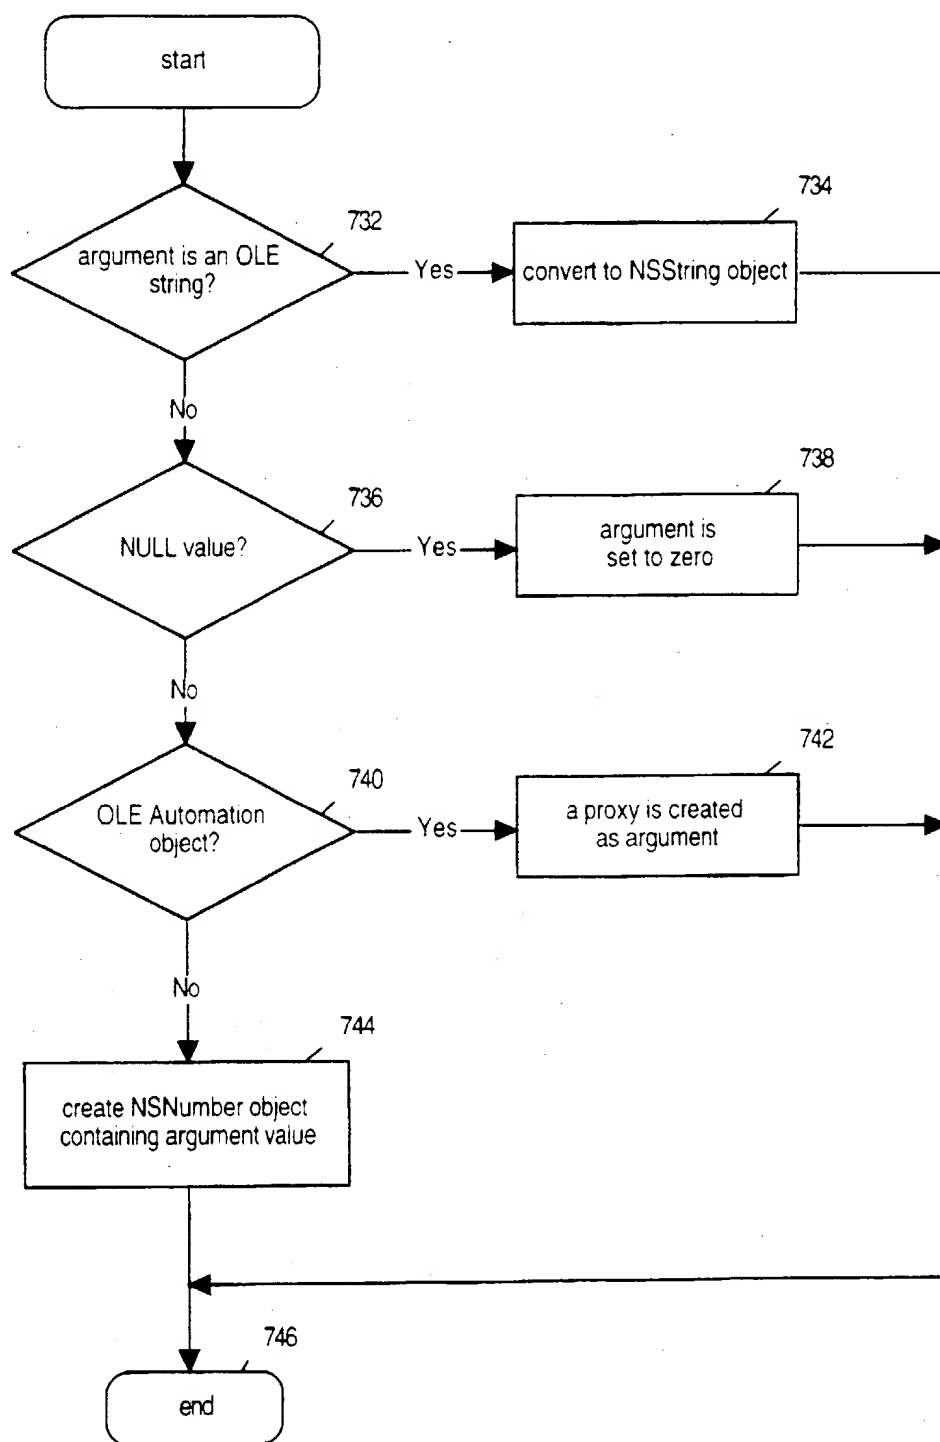 start
732
argument is an OLE
string?
Yes
734
convert to NSString object
No
736
NULL value?
Yes
738
argument is
set to zero
No
740
OLE Automation
object?
Yes
742
a proxy is created
as argument
No
744
create NSNumber object
containing argument value
746
end